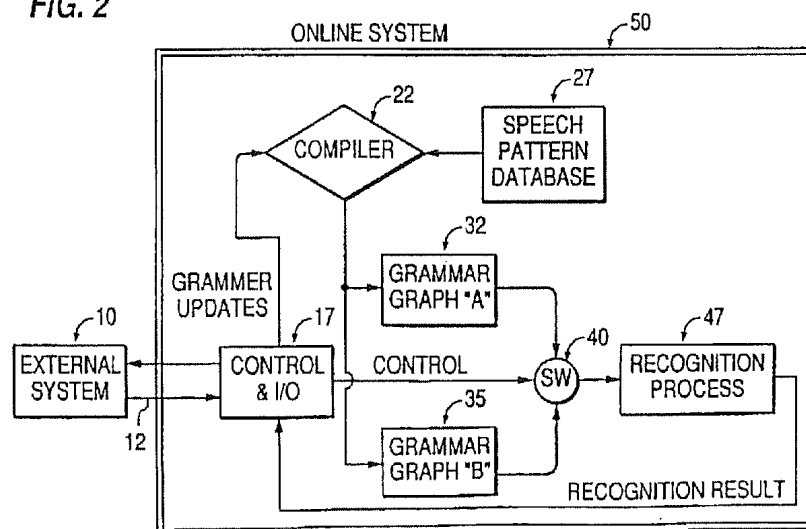 FIG. 2
ONLINE SYSTEM
50
22
27
COMPILER
SPEECH
PATTERN
DATABASE
32
GRAMMER
UPDATES
GRAMMAR
GRAPH "A"
10
17
40
47
EXTERNAL
SYSTEM
CONTROL
& I/O
CONTROL
SW
RECOGNITION
PROCESS
12
35
GRAMMAR
GRAPH "B"
RECOGNITION RESULT